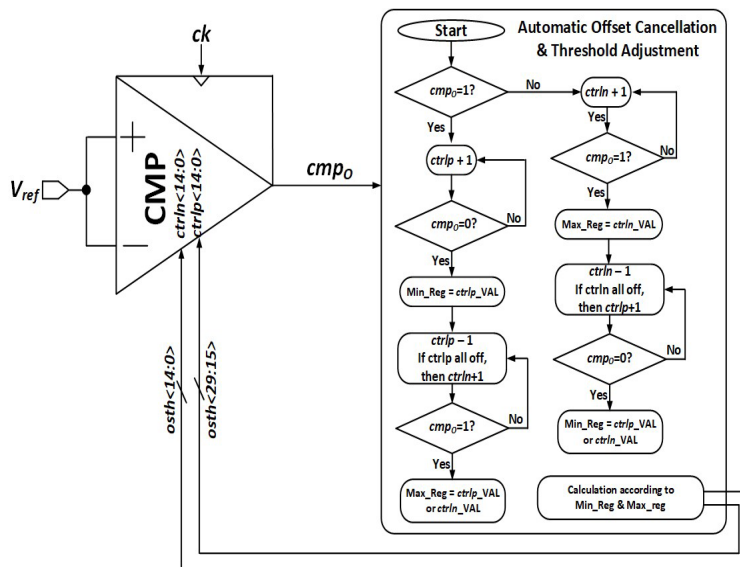 Automatic Offset Cancellation
& Threshold Adjustment
Start
ck
cmpO=1?
No
ctrln + 1
Yes
Yes
No
ctrlp + 1
cmpO=1?
Vref
CMP
ctrln<14:0>
ctrlp<14:0>
cmpO
cmpO=0?
No
Yes
Max_Reg = ctrln_VAL
Yes
Min_Reg = ctrlp_VAL
ctrln – 1
If ctrln all off,
then ctrlp+1
ctrlp – 1
If ctrlp all off,
then ctrln+1
cmpO=0?
No
Yes
osth<14:0>
osth<29:15>
cmpO=1?
No
Min_Reg = ctrlp_VAL
or ctrln_VAL
Yes
Max_Reg = ctrlp_VAL
or ctrln_VAL
Calculation according to
Min_Reg & Max_reg